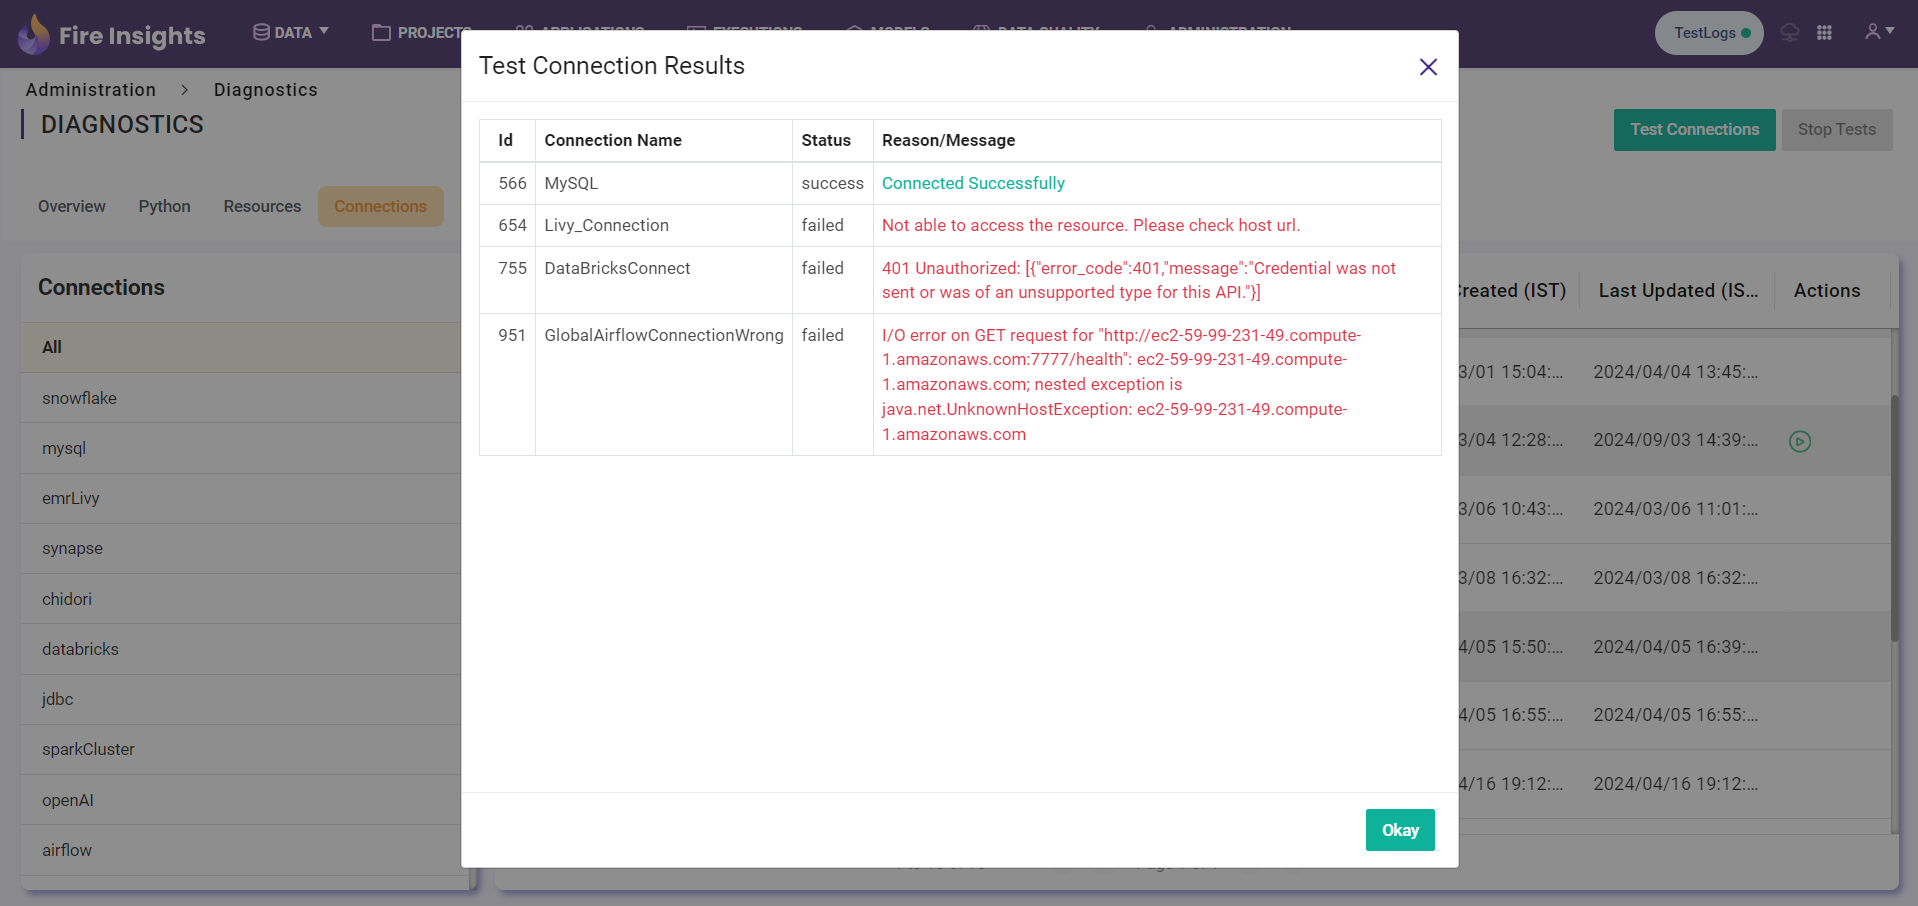 Fire Insights
DATA
PROJECTS
APPLICATIONS
EXECUTIONS
MODELS
DATA QUALITY
ADMINISTRATION
TestLogs
Administration > Diagnostics
DIAGNOSTICS
Test Connections
Stop Tests
Overview
Python
Resources
Connections
Connections
All
snowflake
mysql
emrLivy
synapse
chidori
databricks
jdbc
sparkCluster
openAI
airflow
Test Connection Results
Id Connection Name Status Reason/Message
566 MySQL success Connected Successfully
654 Livy_Connection failed Not able to access the resource. Please check host url.
755 DataBricksConnect failed 401 Unauthorized: [{"error_code":401,"message":"Credential was not
sent or was of an unsupported type for this API."}]
951 GlobalAirflowConnectionWrong failed I/O error on GET request for "http://ec2-59-99-231-49.compute-
1.amazonaws.com:7777/health": ec2-59-99-231-49.compute-
1.amazonaws.com; nested exception is
java.net.UnknownHostException: ec2-59-99-231-49.compute-
1.amazonaws.com
Okay
Created (IST) Last Updated (IS... Actions
3/01 15:04:... 2024/04/04 13:45:...
3/04 12:28:... 2024/09/03 14:39:...
3/06 10:43:... 2024/03/06 11:01:...
3/08 16:32:... 2024/03/08 16:32:...
4/05 15:50:... 2024/04/05 16:39:...
4/05 16:55:... 2024/04/05 16:55:...
4/16 19:12:... 2024/04/16 19:12:...